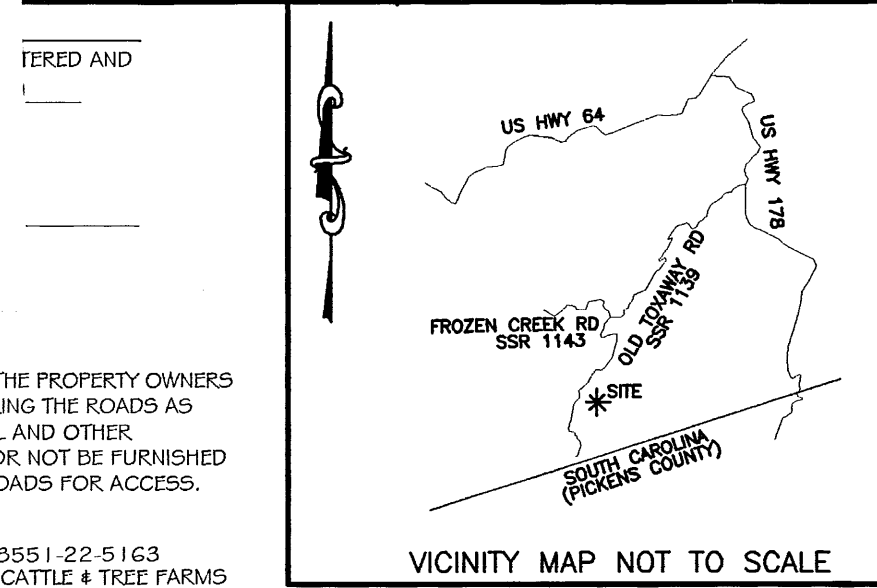 TERED AND
THE PROPERTY OWNERS
ING THE ROADS AS
L AND OTHER
OR NOT BE FURNISHED
OADS FOR ACCESS.
3551-22-5163
CATTLE & TREE FARMS
US HWY 64
US HWY 178
OLD TOXAWAY RD
SSR 1139
FROZEN CREEK RD
SSR 1143
SITE
SOUTH CAROLINA
(PICKENS COUNTY)
VICINITY MAP NOT TO SCALE